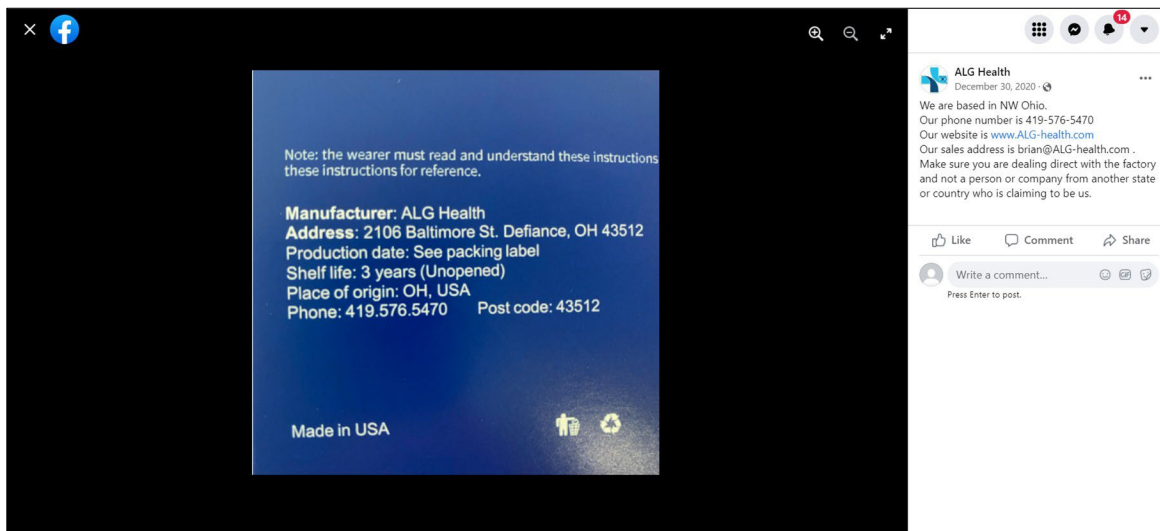 14
Note: the wearer must read and understand these instructions
these instructions for reference.
Manufacturer: ALG Health
Address: 2106 Baltimore St. Defiance, OH 43512
Production date: See packing label
Shelf life: 3 years (Unopened)
Place of origin: OH, USA
Phone: 419.576.5470 Post code: 43512
Made in USA
ALG Health
December 30, 2020 ·
We are based in NW Ohio.
Our phone number is 419-576-5470
Our website is www.ALG-health.com
Our sales address is brian@ALG-health.com .
Make sure you are dealing direct with the factory
and not a person or company from another state
or country who is claiming to be us.
Like Comment Share
Write a comment...
GIF
Press Enter to post.